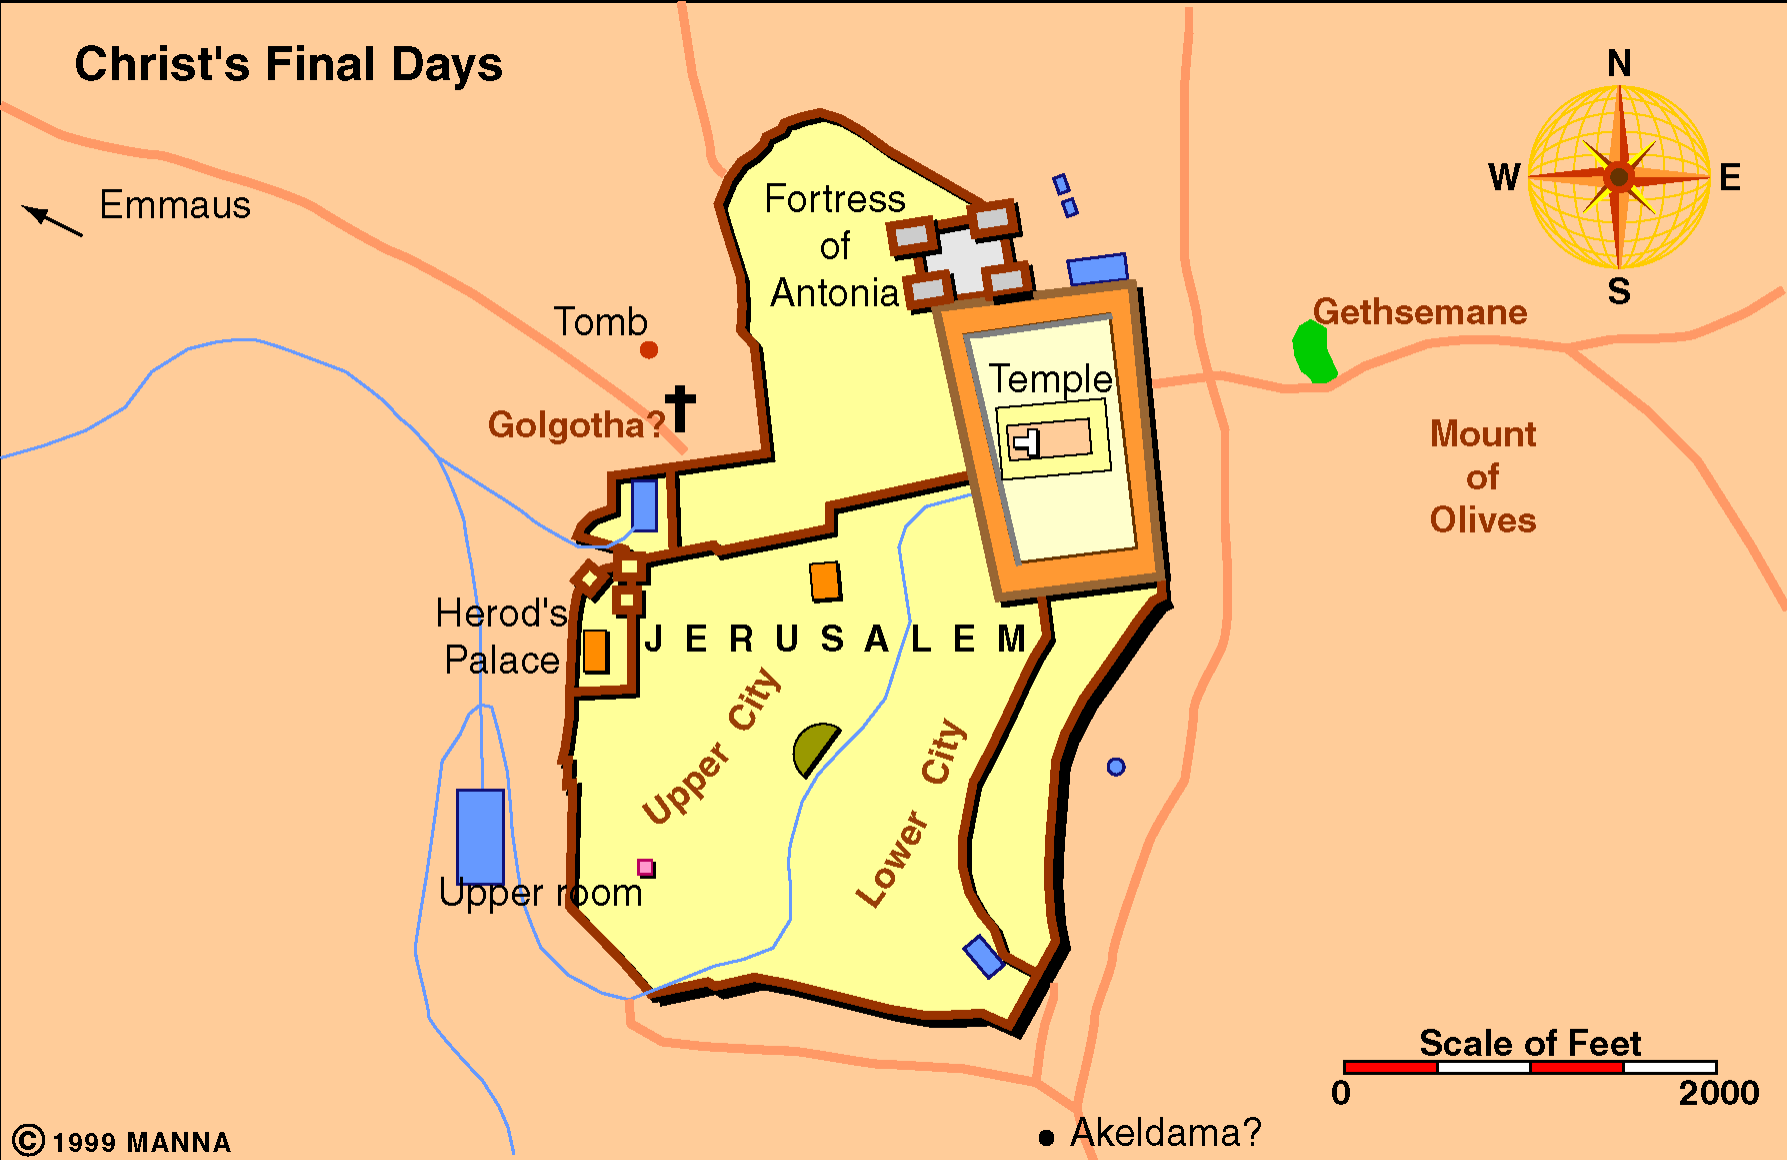 Christ's Final Days
N
W
E
S
Emmaus
Fortress
of
Antonia
Tomb
Gethsemane
Temple
Golgotha?
Mount
of
Olives
Herod's
Palace
JERUSALEM
Upper City
Lower City
Upper room
Scale of Feet
0
2000
Akeldama?
© 1999 MANNA